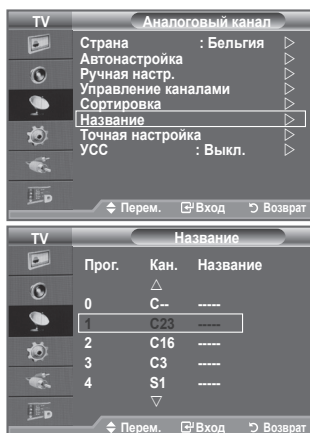 TV Аналоговый канал
Страна : Бельгия
Автонастройка
Ручная настр.
Управление каналами
Сортировка
Название
Точная настройка
УСС : Выкл.
Перем. Вход Возврат
TV Название
Прог. Кан. Название
0 C-- -----
1 C23 -----
2 C16 -----
3 C3 -----
4 S1 -----
Перем. Вход Возврат